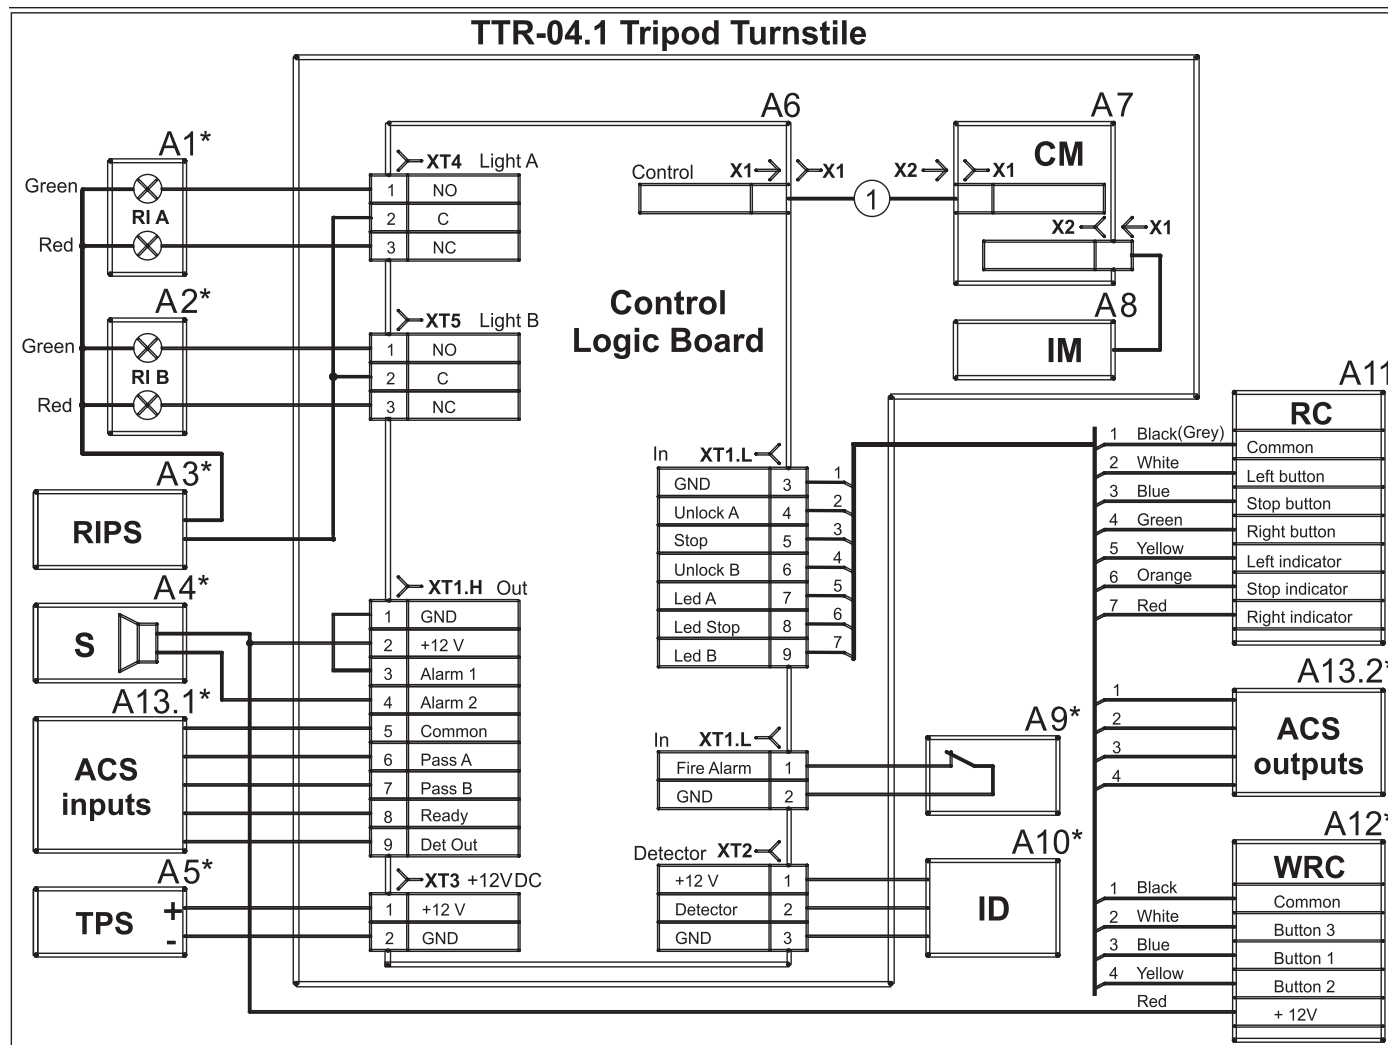 TTR-04.1 Tripod Turnstile
A6
A7
A1*
Green
RI A
Red
XT4 Light A
1 NO
2 C
3 NC
Control
X1
X1
1
X2
X1
CM
X2
X1
A8
IM
A2*
Green
RI B
Red
XT5 Light B
1 NO
2 C
3 NC
Control
Logic Board
A3*
RIPS
A4*
S
XT1.H Out
1 GND
2 +12 V
3 Alarm 1
4 Alarm 2
5 Common
6 Pass A
7 Pass B
8 Ready
9 Det Out
A13.1*
ACS
inputs
A5*
TPS
+
-
XT3 +12VDC
1 +12 V
2 GND
In XT1.L
GND 3 1
Unlock A 4 2
Stop 5 3
Unlock B 6 4
Led A 7 5
Led Stop 8 6
Led B 9 7
In XT1.L
Fire Alarm 1
GND 2
A9*
Detector XT2
+12 V 1
Detector 2
GND 3
A10*
ID
A11
RC
1 Black(Grey) Common
2 White Left button
3 Blue Stop button
4 Green Right button
5 Yellow Left indicator
6 Orange Stop indicator
7 Red Right indicator
A13.2*
1
2
3
4
ACS
outputs
A12*
WRC
1 Black Common
2 White Button 3
3 Blue Button 1
4 Yellow Button 2
Red + 12V